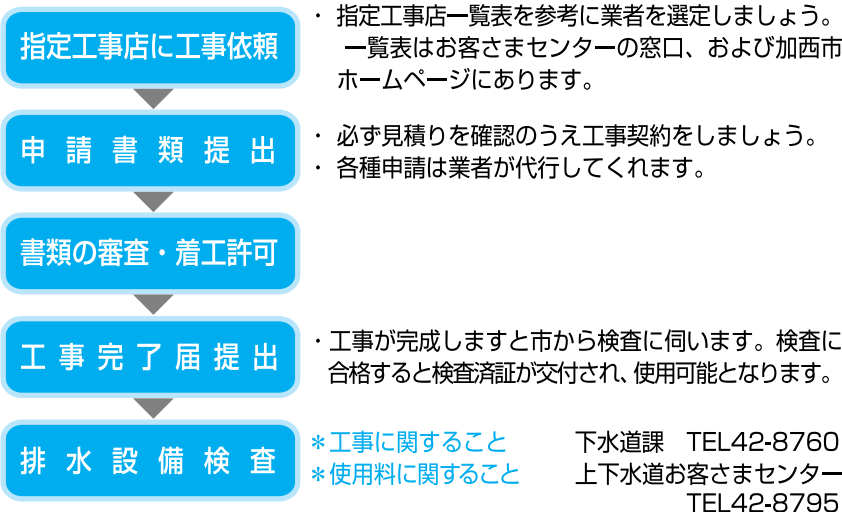 指定工事店に工事依頼
・ 指定工事店一覧表を参考に業者を選定しましょう。
一覧表はお客さまセンターの窓口、および加西市
ホームページにあります。
申請書類提出
・ 必ず見積りを確認のうえ工事契約をしましょう。
・ 各種申請は業者が代行してくれます。
書類の審査・着工許可
工事完了届提出
・工事が完成しますと市から検査に伺います。検査に
合格すると検査済証が交付され、使用可能となります。
排水設備検査
＊工事に関すること 下水道課 TEL42-8760
＊使用料に関すること 上下水道お客さまセンター
TEL42-8795